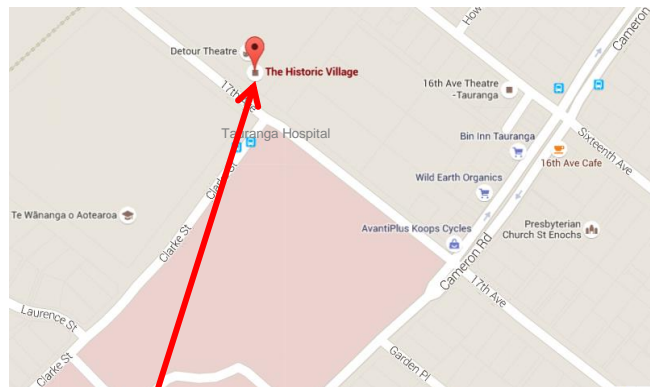 How
Cameron
Detour Theatre
The Historic Village
17th Ave
16th Ave Theatre
-Tauranga
Tauranga Hospital
Bin Inn Tauranga
Sixteenth Ave
16th Ave Cafe
Clarke St
Wild Earth Organics
Te Wānanga o Aotearoa
AvantiPlus Koops Cycles
Presbyterian
Church St Enochs
Clarke St
Cameron Rd
17th Ave
Laurence St
Clarke St
Garden Pl